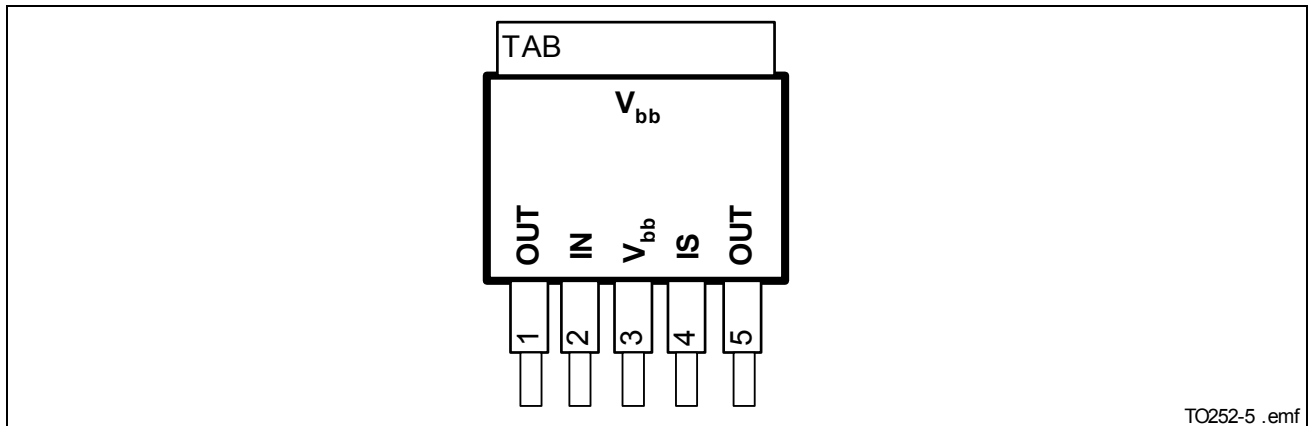 TAB
Vbb
OUT IN Vbb IS OUT
1 2 3 4 5
TO252-5 .emf